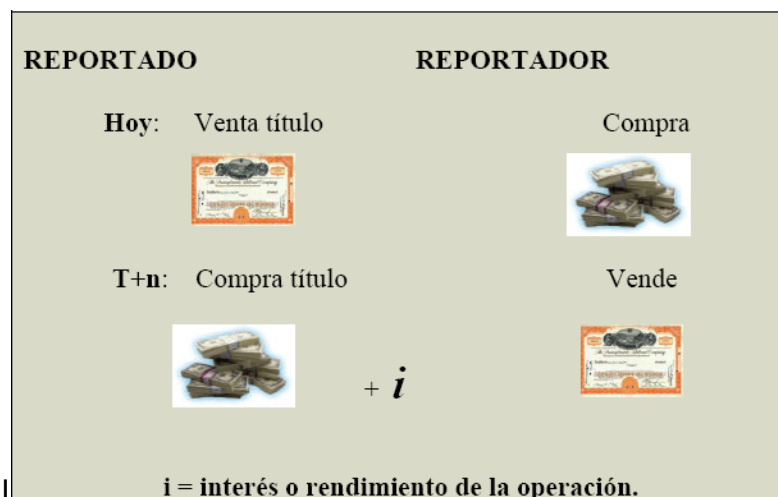 REPORTADO REPORTADOR
Hoy: Venta título Compra
T+n: Compra título Vende
+ i
i = interés o rendimiento de la operación.